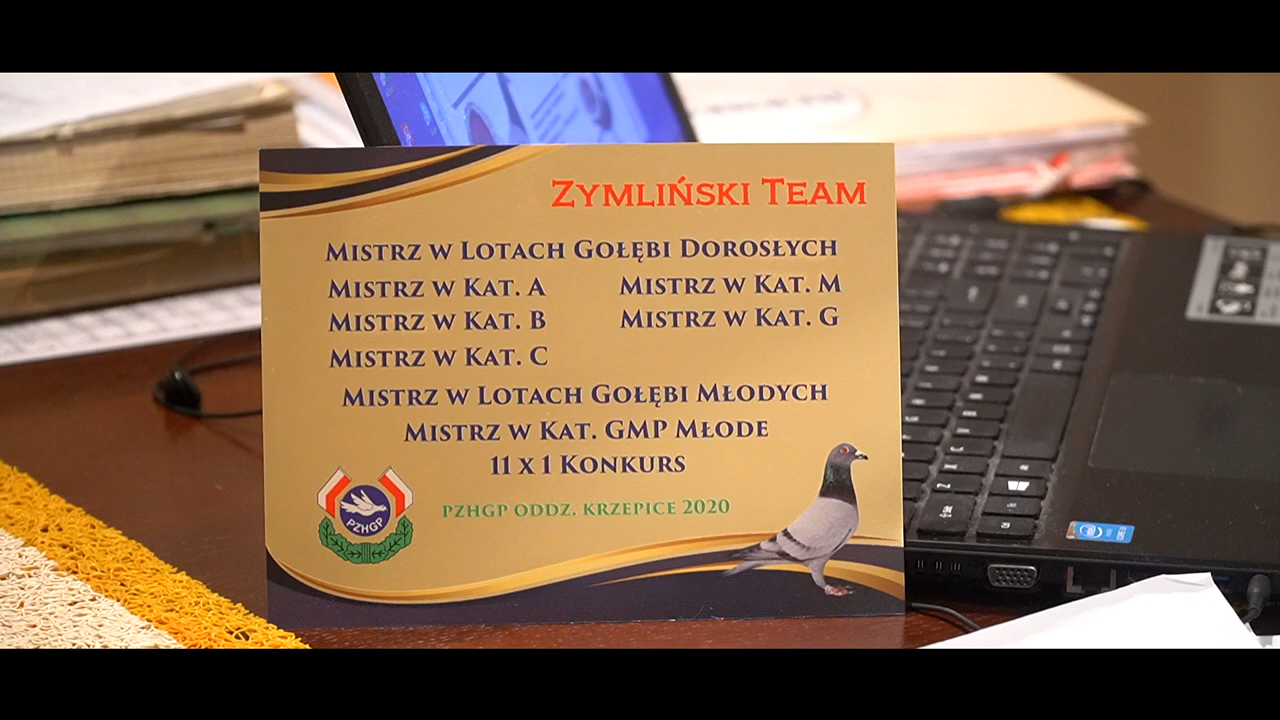 Zymliński Team
Mistrz w Lotach Gołębi Dorosłych
Mistrz w Kat. A Mistrz w Kat. M
Mistrz w Kat. B Mistrz w Kat. G
Mistrz w Kat. C
Mistrz w Lotach Gołębi Młodych
Mistrz w Kat. GMP Młode
11 x 1 Konkurs
PZHGP
PZHGP ODDZ. KRZEPICE 2020